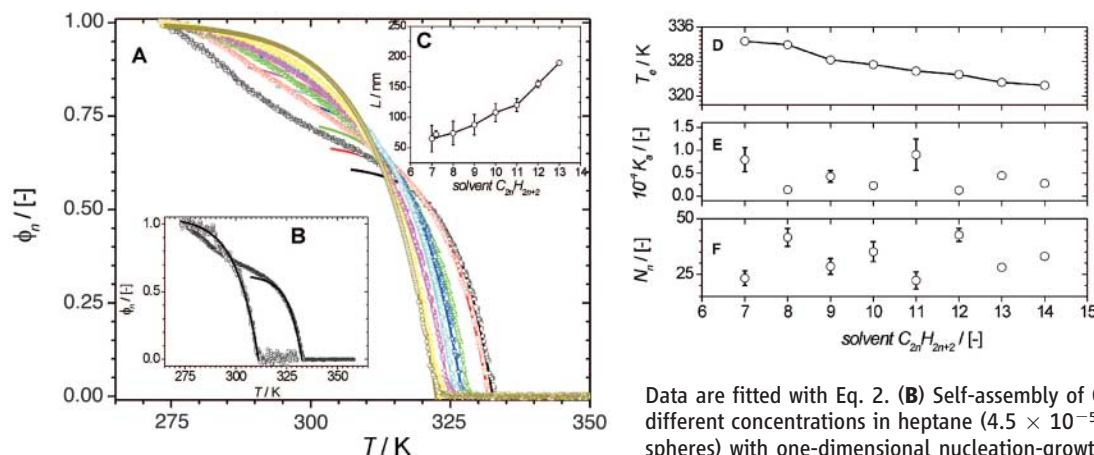 1.00
0.75
0.50
0.25
0.00
ϕn / [-]
A
C
L / nm
250
200
150
100
50
6 7 8 9 10 11 12 13 14
solvent C2nH2n+2
B
ϕn / [-]
1.0
0.5
0.0
275 300 325 350
T / K
275 300 325 350
T / K
D
Te / K
336
328
320
E
10-4 Ka / [-]
1.5
1.0
0.5
0.0
F
Nn / [-]
50
25
6 7 8 9 10 11 12 13 14 15
solvent C2nH2n+2 / [-]
Data are fitted with Eq. 2. (B) Self-assembly of
different concentrations in heptane (4.5 × 10−5
spheres) with one-dimensional nucleation-growt